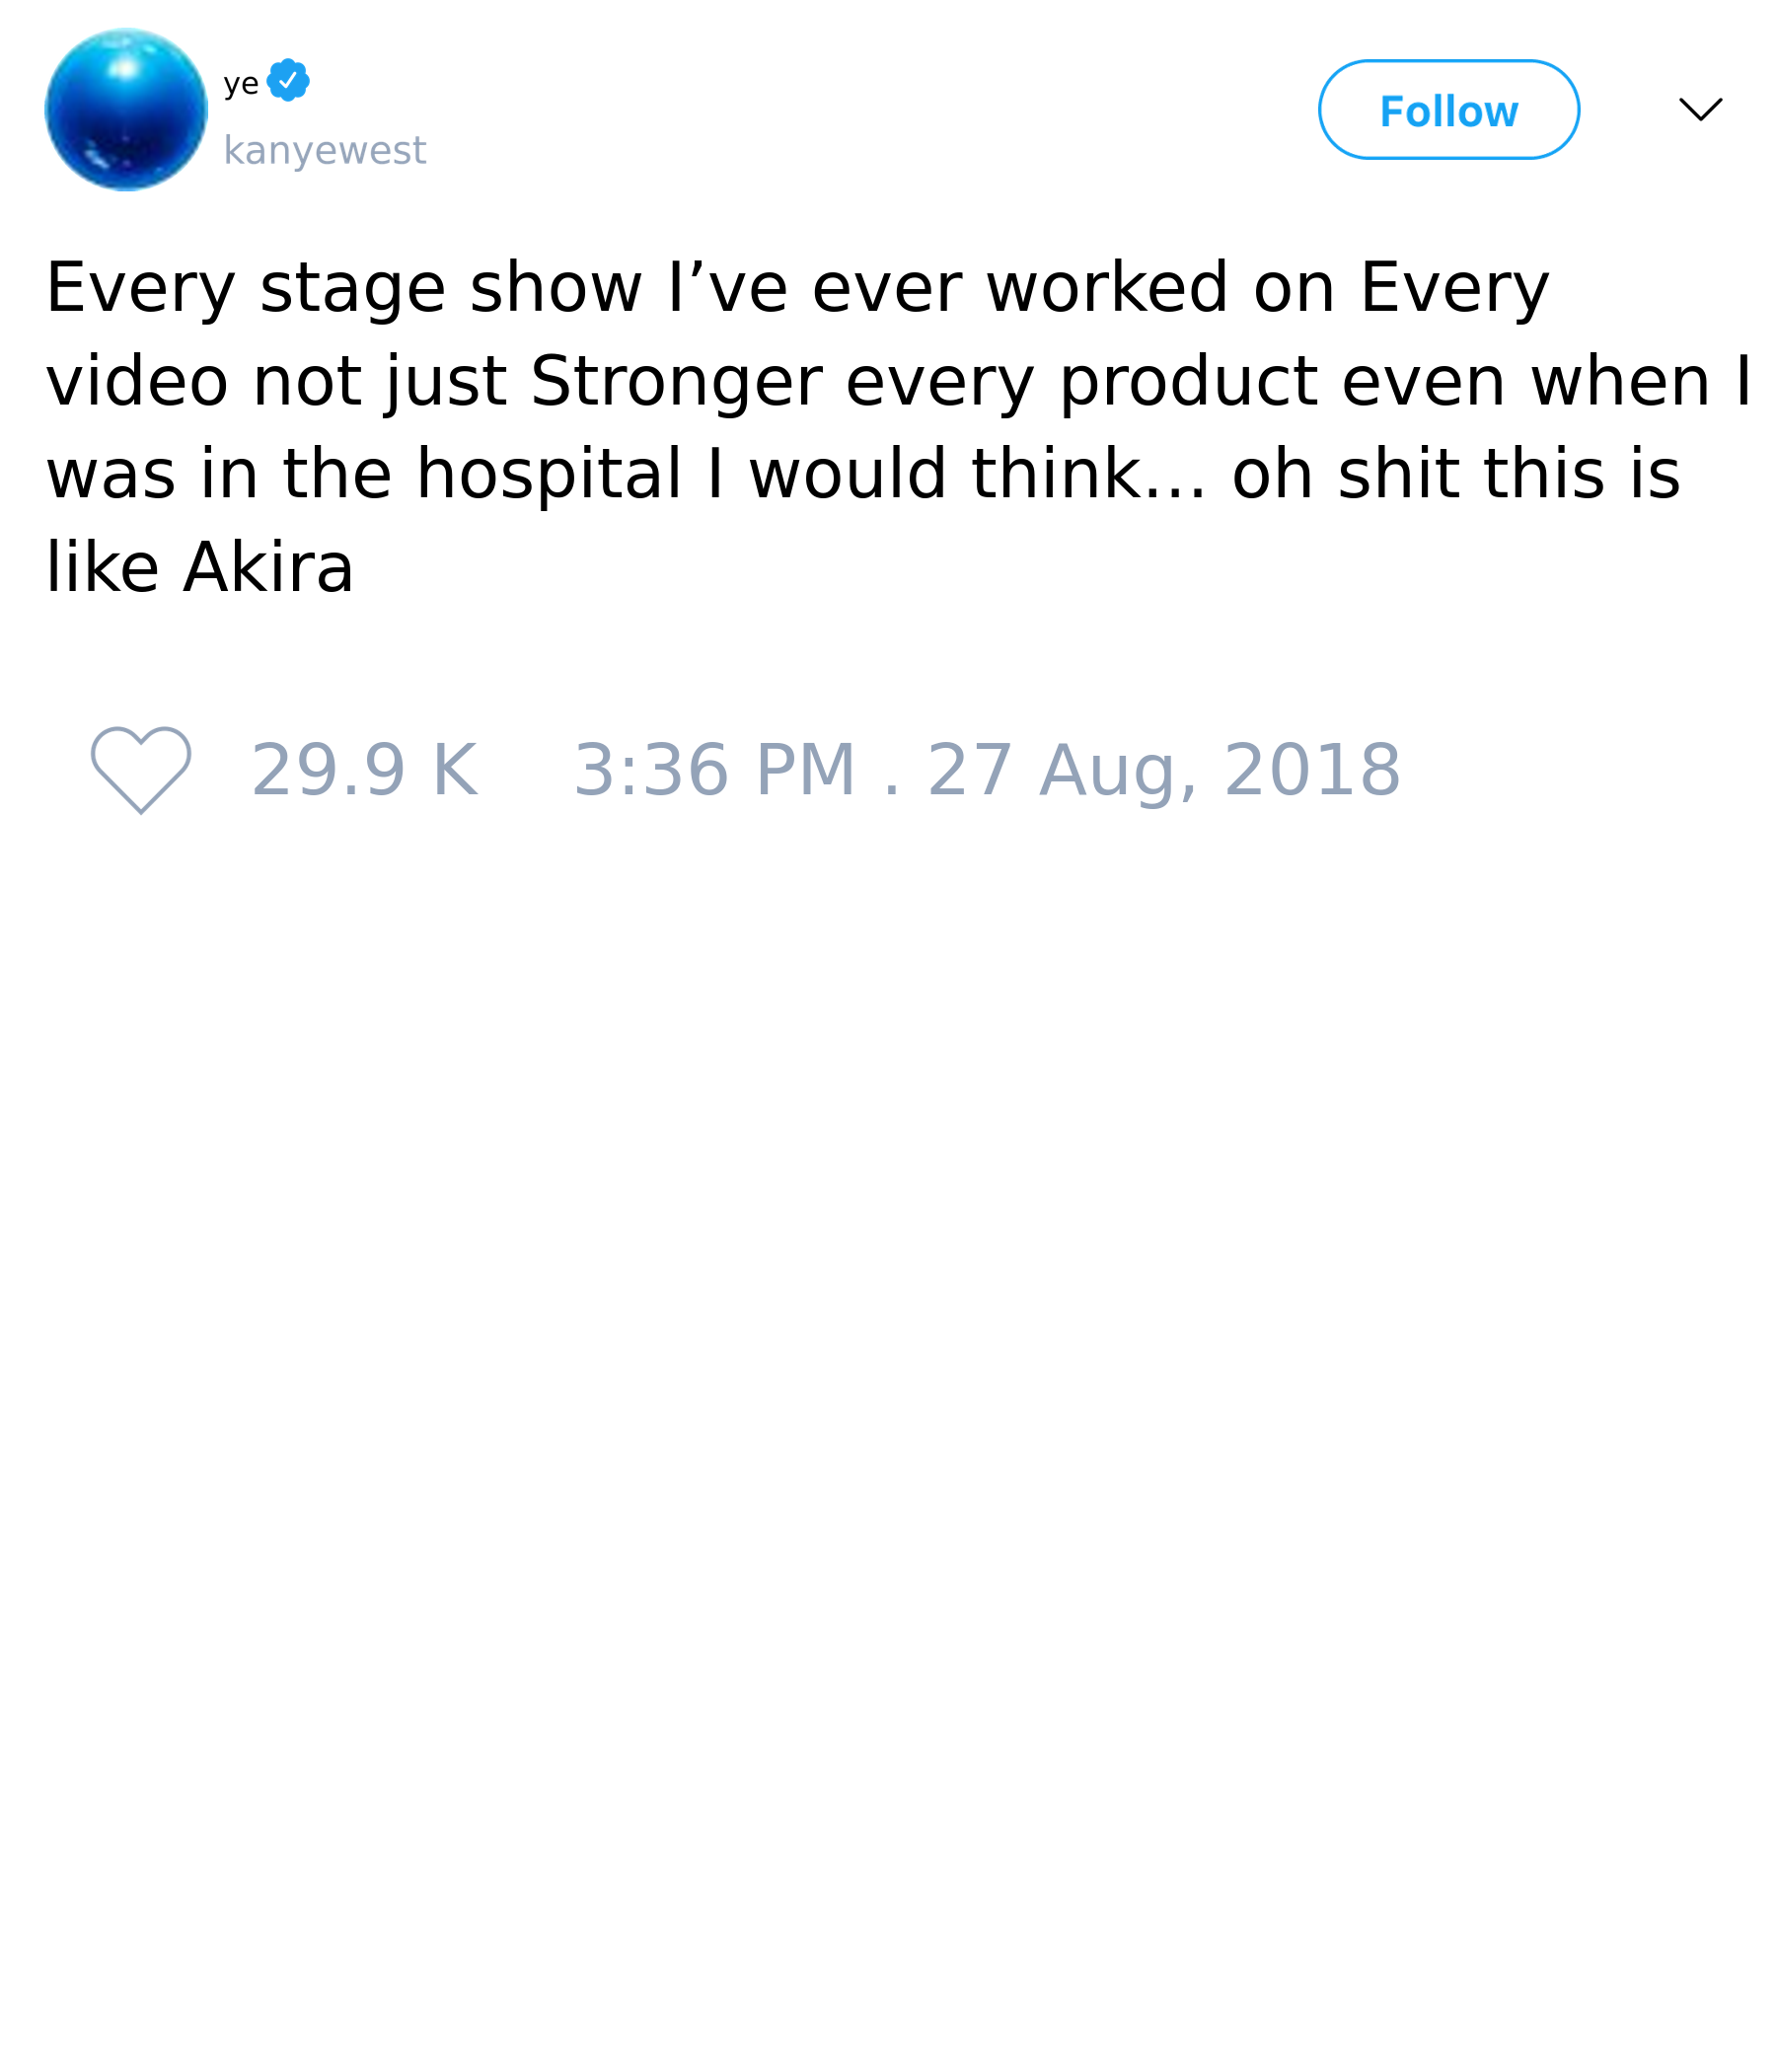 ye
kanyewest
Follow
Every stage show I’ve ever worked on Every
video not just Stronger every product even when I
was in the hospital I would think... oh shit this is
like Akira
29.9 K 3:36 PM . 27 Aug, 2018